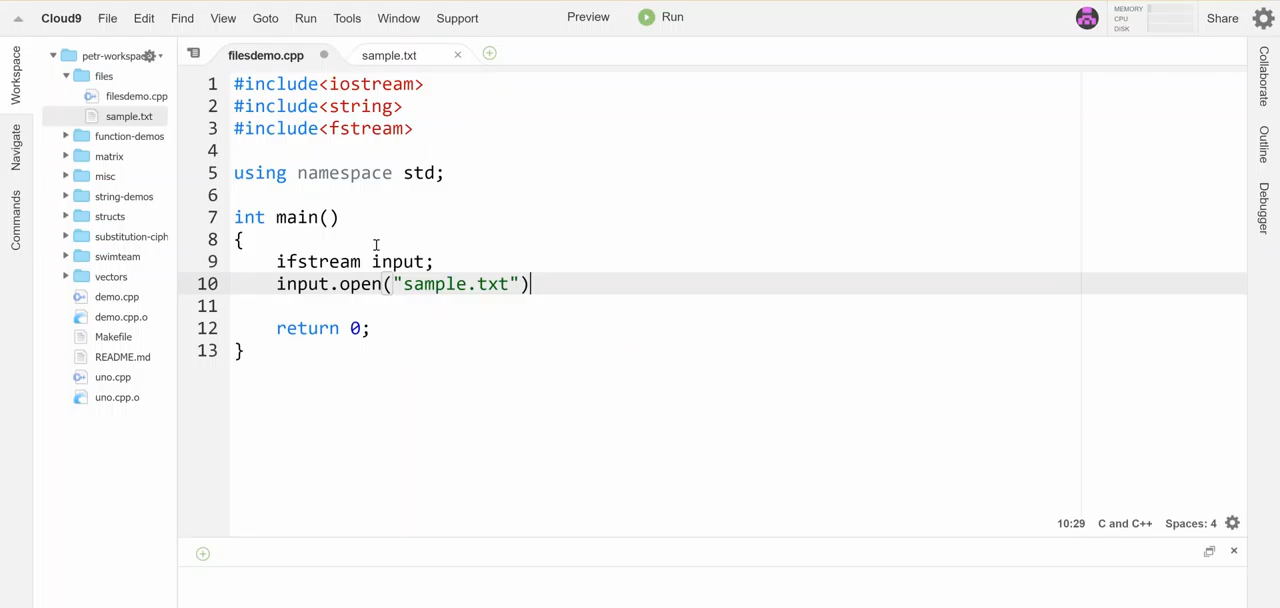 Cloud9 File Edit Find View Goto Run Tools Window Support Preview Run MEMORY CPU DISK Share
Workspace
Navigate
Commands
petr-workspac
files
filesdemo.cpp
sample.txt
function-demos
matrix
misc
string-demos
structs
substitution-ciph
swimteam
vectors
demo.cpp
demo.cpp.o
Makefile
README.md
uno.cpp
uno.cpp.o
filesdemo.cpp sample.txt
1 #include<iostream>
2 #include<string>
3 #include<fstream>
4
5 using namespace std;
6
7 int main()
8 {
9 ifstream input;
10 input.open("sample.txt")
11
12 return 0;
13 }
10:29 C and C++ Spaces: 4
Collaborate
Outline
Debugger